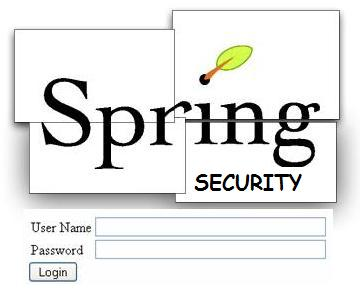 Spring
SECURITY
User Name
Password
Login